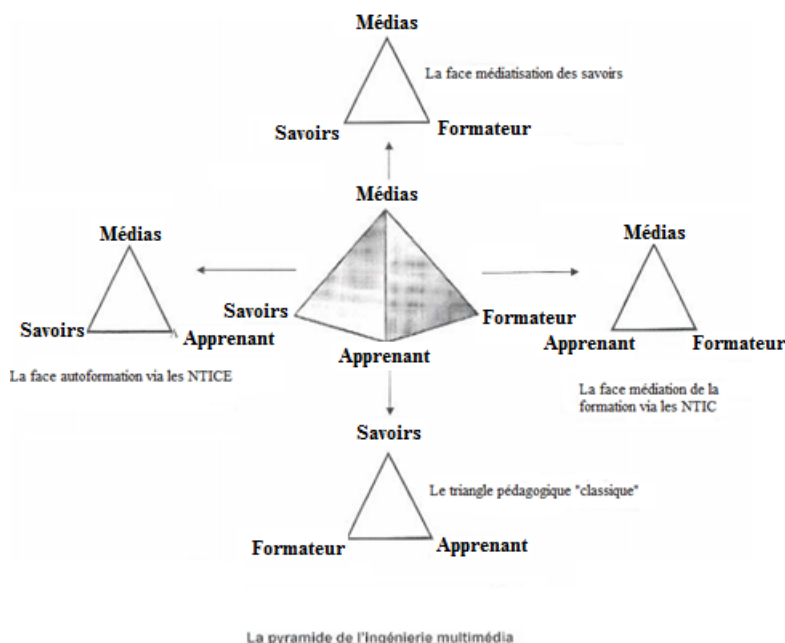 Médias
La face médiatisation des savoirs
Savoirs
Formateur
Médias
Médias
Médias
Savoirs
Formateur
Savoirs
Apprenant
Apprenant
Apprenant
Formateur
La face autoformation via les NTICE
La face médiation de la
formation via les NTIC
Savoirs
Le triangle pédagogique "classique"
Formateur
Apprenant
La pyramide de l'ingénierie multimédia